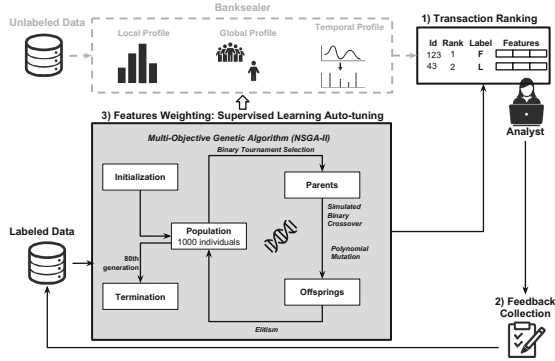 Banksealer
Unlabeled Data
Local Profile
Global Profile
Temporal Profile
1) Transaction Ranking
Id Rank Label Features
123 1 F
43 2 L
Analyst
3) Features Weighting: Supervised Learning Auto-tuning
Multi-Objective Genetic Algorithm (NSGA-II)
Binary Tournament Selection
Initialization
Parents
Simulated
Binary
Crossover
Population
1000 individuals
Labeled Data
80th
generation
Polynomial
Mutation
Termination
Offsprings
Elitism
2) Feedback
Collection